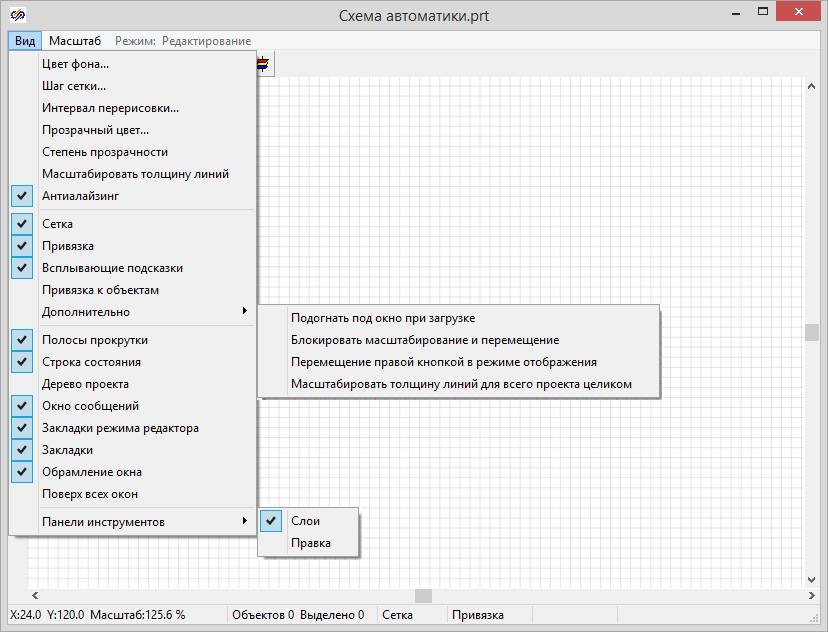 Схема автоматики.prt
Вид Масштаб Режим: Редактирование
Цвет фона...
Шаг сетки...
Интервал перерисовки...
Прозрачный цвет...
Степень прозрачности
Масштабировать толщину линий
Антиалайзинг
Сетка
Привязка
Всплывающие подсказки
Привязка к объектам
Дополнительно
Подогнать под окно при загрузке
Блокировать масштабирование и перемещение
Перемещение правой кнопкой в режиме отображения
Масштабировать толщину линий для всего проекта целиком
Полосы прокрутки
Строка состояния
Дерево проекта
Окно сообщений
Закладки режима редактора
Закладки
Обрамление окна
Поверх всех окон
Панели инструментов
Слои
Правка
X:24.0 Y:120.0 Масштаб:125.6 % Объектов 0 Выделено 0 Сетка Привязка